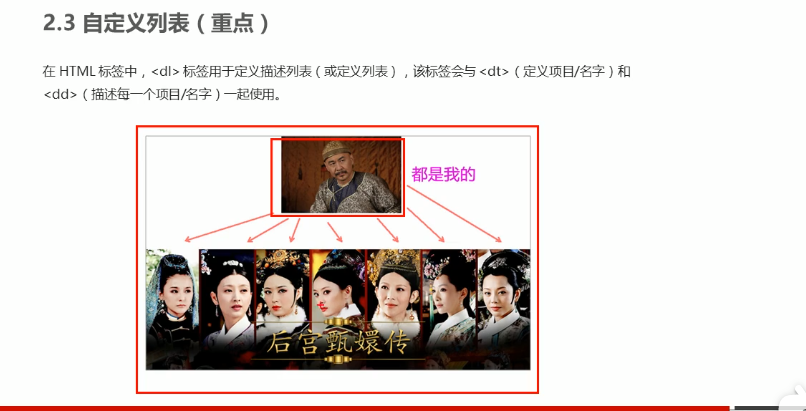 2.3 自定义列表（重点）
在 HTML 标签中，<dl> 标签用于定义描述列表（或定义列表），该标签会与 <dt>（定义项目/名字）和
<dd>（描述每一个项目/名字）一起使用。
都是我的
后宫甄嬛传